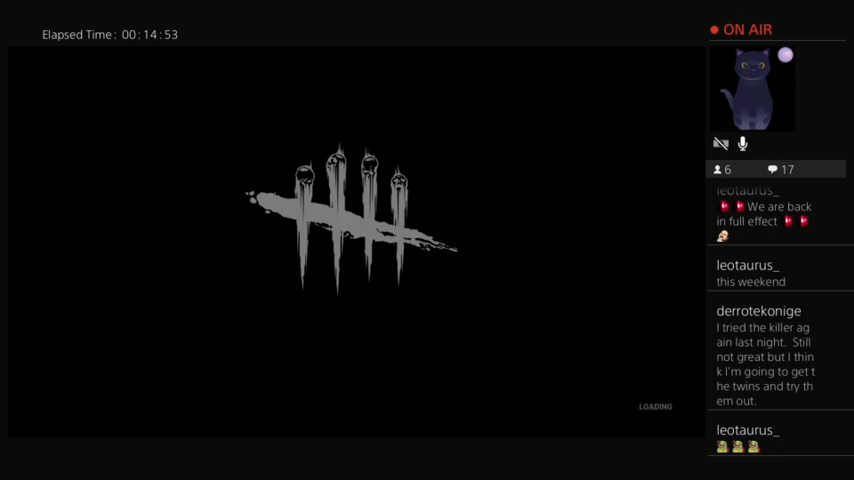 Elapsed Time: 00:14:53
ON AIR
6
17
leotaurus_
We are back
in full effect
leotaurus_
this weekend
derrotekonige
I tried the killer ag
ain last night. Still
not great but I thin
k I'm going to get t
he twins and try th
em out.
leotaurus_
LOADING